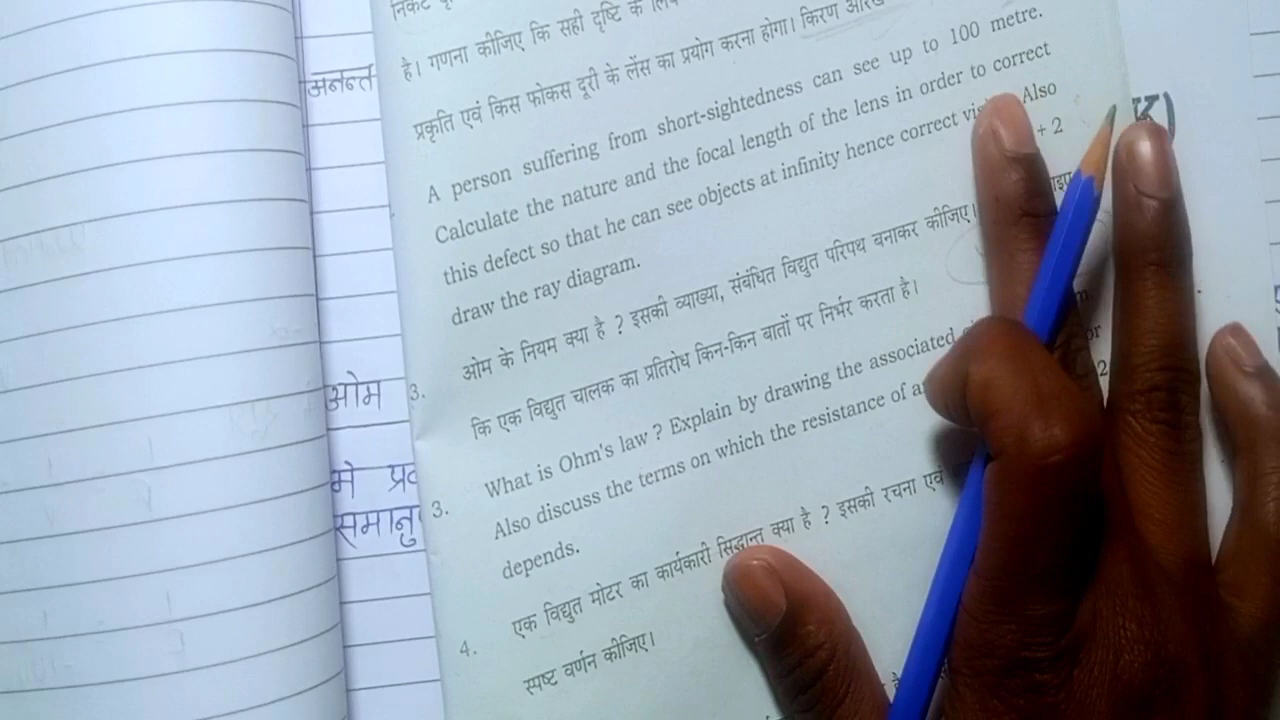 अनन्त
है। गणना कीजिए कि सही दृष्टि के
प्रकृति एवं किस फोकस दूरी के लेंस का प्रयोग करना होगा। किरण
A person suffering from short-sightedness can see up to 100 metre.
Calculate the nature and the focal length of the lens in order to correct
this defect so that he can see objects at infinity hence correct Also
draw the ray diagram. + 2
3. ओम के नियम क्या है ? इसकी व्याख्या, संबंधित विद्युत परिपथ बनाकर कीजिए।
कि एक विद्युत चालक का प्रतिरोध किन-किन बातों पर निर्भर करता है।
3. What is Ohm's law ? Explain by drawing the associated
Also discuss the terms on which the resistance of
depends. 2
4. एक विद्युत मोटर का कार्यकारी सिद्धान्त क्या है ? इसकी रचना एवं
स्पष्ट वर्णन कीजिए।
ओम
मे
समानु
K)